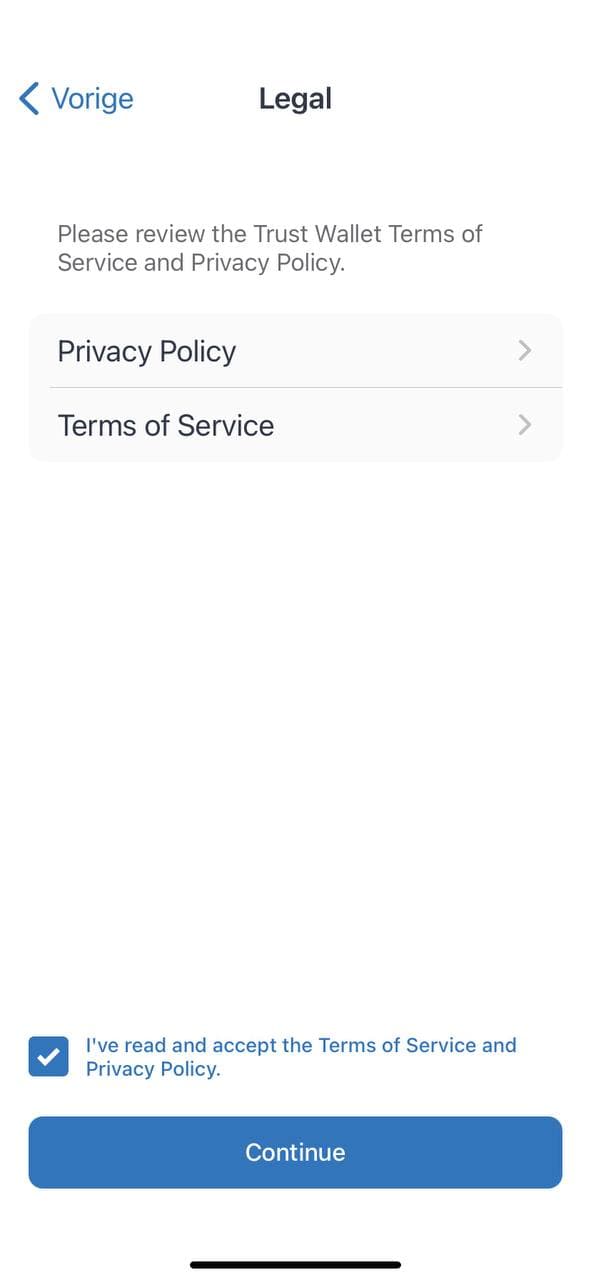 Vorige
Legal
Please review the Trust Wallet Terms of
Service and Privacy Policy.
Privacy Policy
Terms of Service
I've read and accept the Terms of Service and
Privacy Policy.
Continue